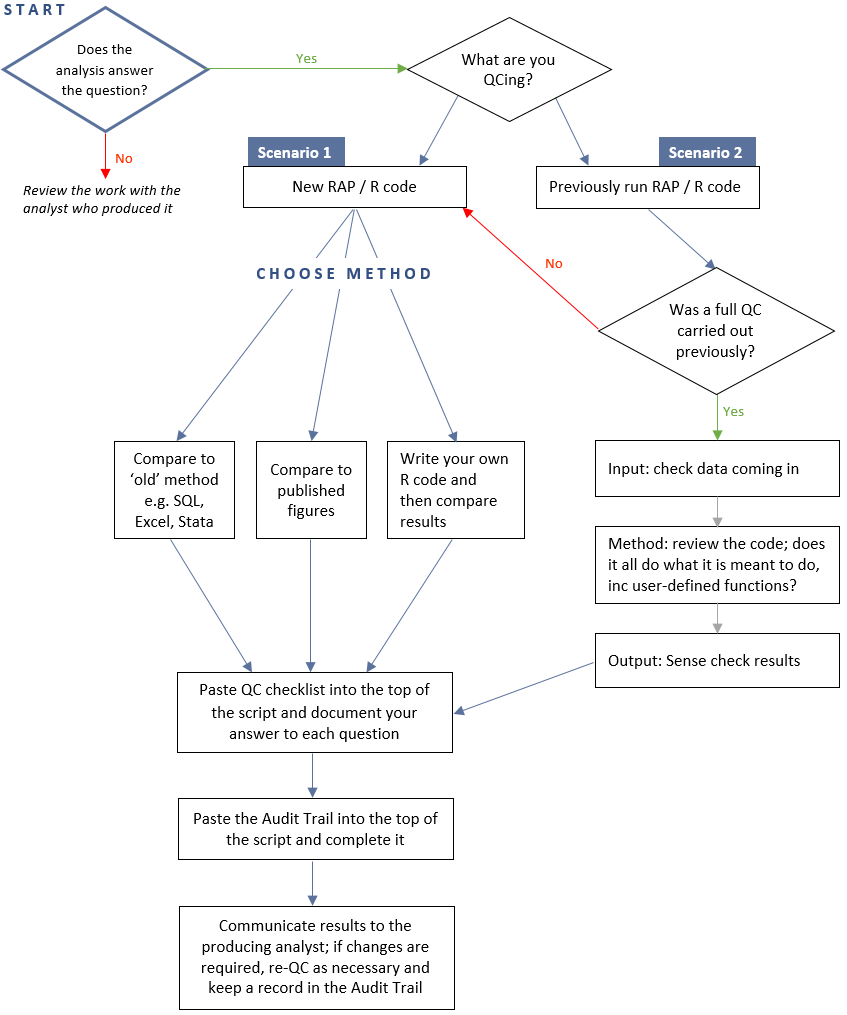 START
Does the
analysis answer
the question?
Yes
What are you
QCing?
No
Review the work with the
analyst who produced it
Scenario 1
New RAP / R code
Scenario 2
Previously run RAP / R code
CHOOSE METHOD
No
Was a full QC
carried out
previously?
Yes
Compare to
‘old’ method
e.g. SQL,
Excel, Stata
Compare to
published
figures
Write your own
R code and
then compare
results
Input: check data coming in
Method: review the code; does
it all do what it is meant to do,
inc user-defined functions?
Output: Sense check results
Paste QC checklist into the top of
the script and document your
answer to each question
Paste the Audit Trail into the top of
the script and complete it
Communicate results to the
producing analyst; if changes are
required, re-QC as necessary and
keep a record in the Audit Trail